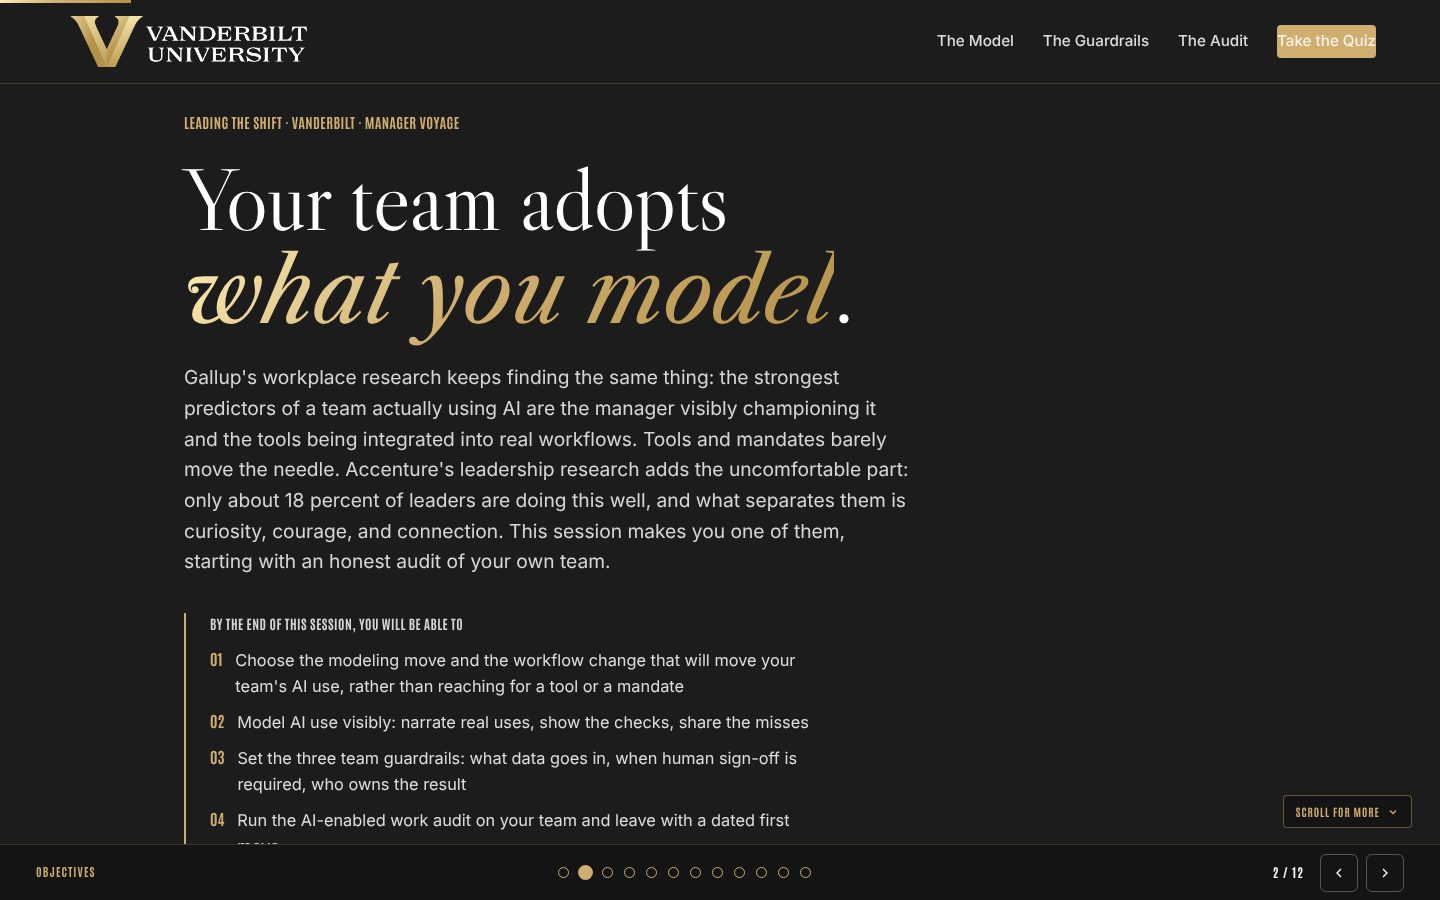 VANDERBILT
UNIVERSITY
The Model
The Guardrails
The Audit
Take the Quiz
LEADING THE SHIFT · VANDERBILT · MANAGER VOYAGE
Your team adopts
what you model.
Gallup's workplace research keeps finding the same thing: the strongest
predictors of a team actually using AI are the manager visibly championing it
and the tools being integrated into real workflows. Tools and mandates barely
move the needle. Accenture's leadership research adds the uncomfortable part:
only about 18 percent of leaders are doing this well, and what separates them is
curiosity, courage, and connection. This session makes you one of them,
starting with an honest audit of your own team.
BY THE END OF THIS SESSION, YOU WILL BE ABLE TO
01 Choose the modeling move and the workflow change that will move your
team's AI use, rather than reaching for a tool or a mandate
02 Model AI use visibly: narrate real uses, show the checks, share the misses
03 Set the three team guardrails: what data goes in, when human sign-off is
required, who owns the result
04 Run the AI-enabled work audit on your team and leave with a dated first
SCROLL FOR MORE
OBJECTIVES
2 / 12